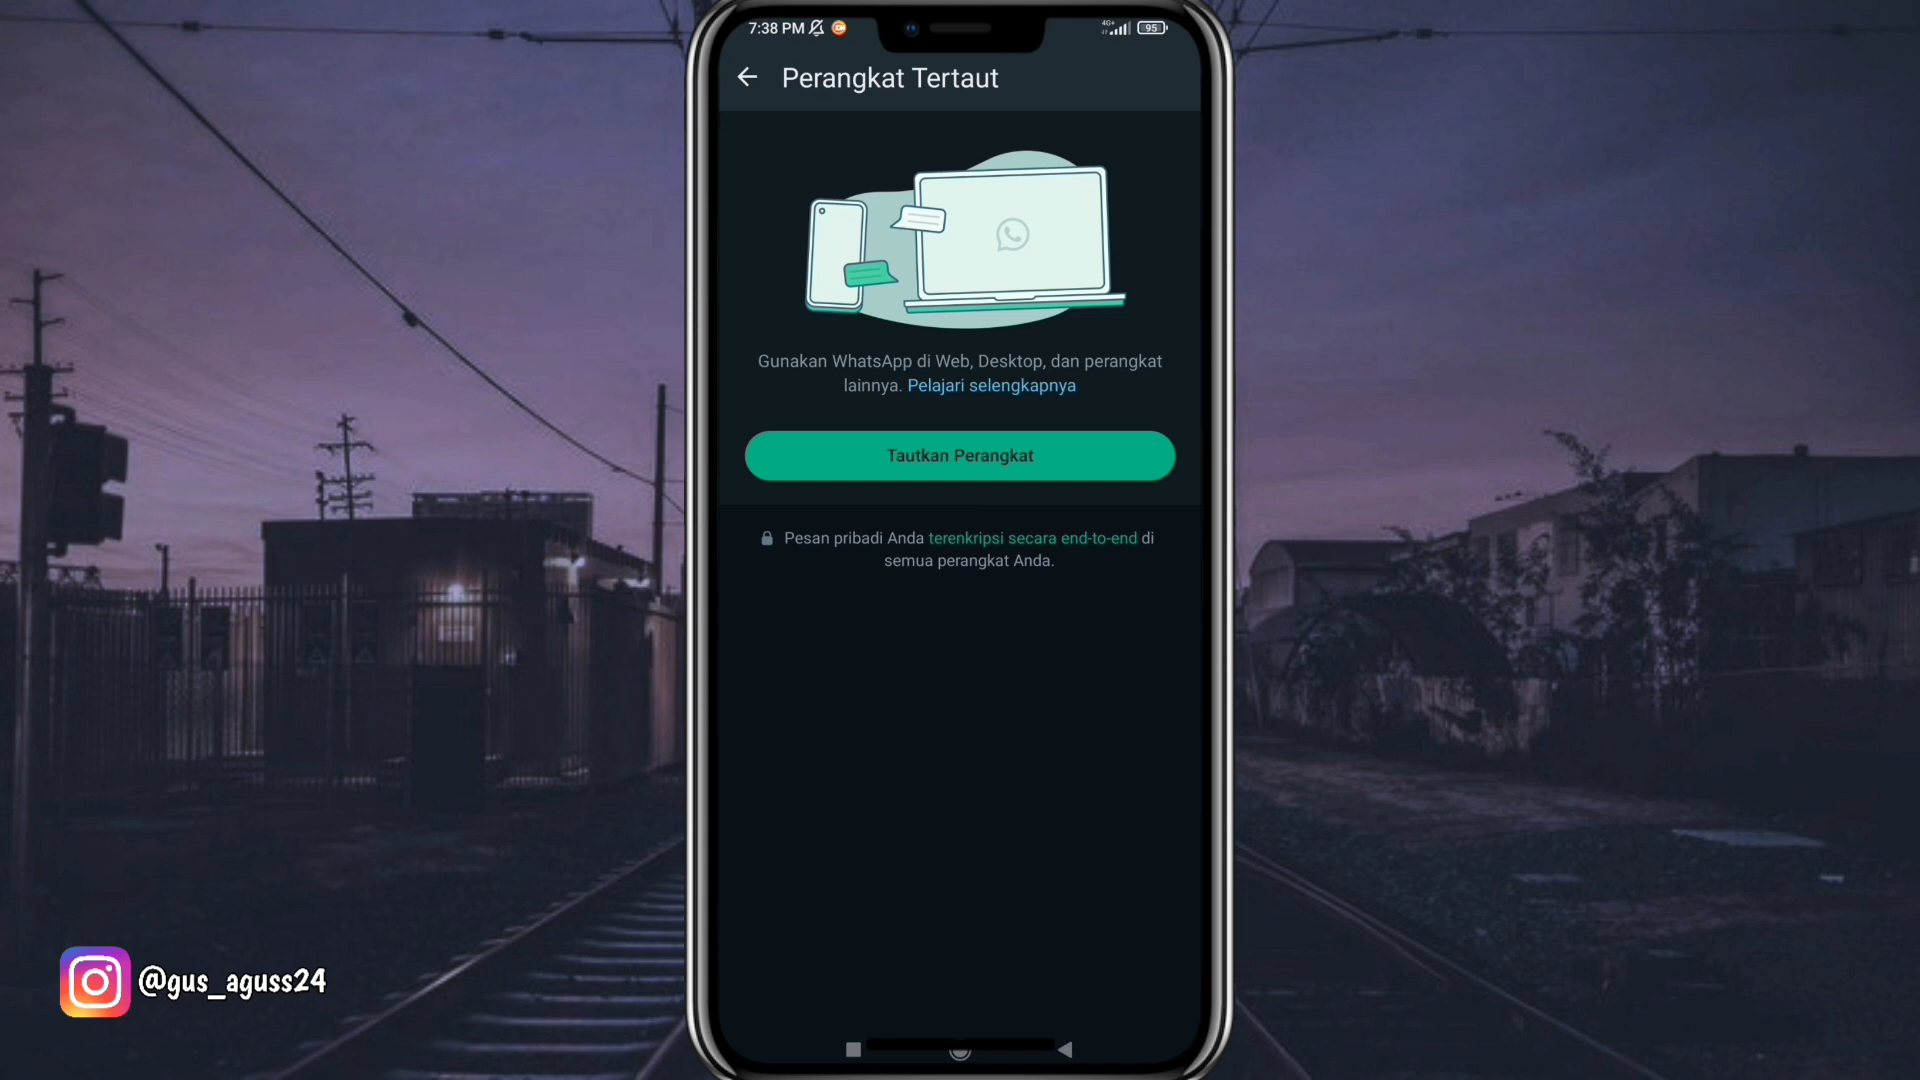 7:38 PM
4G+
95
Perangkat Tertaut
Gunakan WhatsApp di Web, Desktop, dan perangkat
lainnya. Pelajari selengkapnya
Tautkan Perangkat
Pesan pribadi Anda terenkripsi secara end-to-end di
semua perangkat Anda.
@gus_aguss24